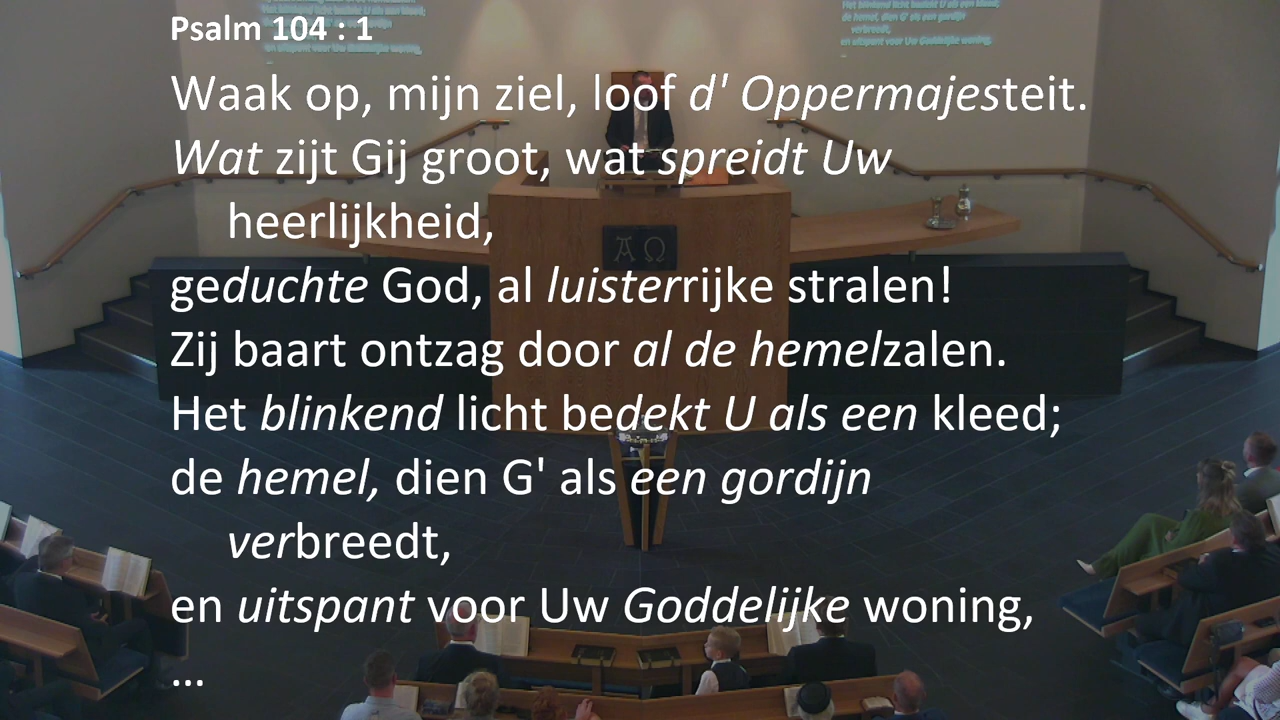 Psalm 104 : 1
Waak op, mijn ziel, loof d' Oppermajesteit.
Wat zijt Gij groot, wat spreidt Uw
heerlijkheid,
geduchte God, al luisterrijke stralen!
Zij baart ontzag door al de hemelzalen.
Het blinkend licht bedekt U als een kleed;
de hemel, dien G' als een gordijn
verbreedt,
en uitspant voor Uw Goddelijke woning,
...
ΑΩ